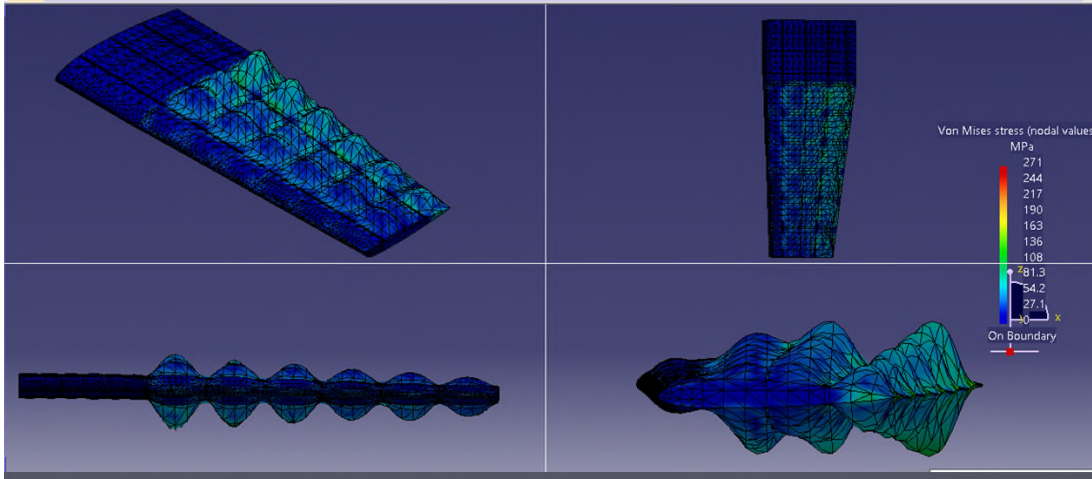 Von Mises stress (nodal values
MPa
271
244
217
190
163
136
108
z
81.3
54.2
27.1
0
x
On Boundary